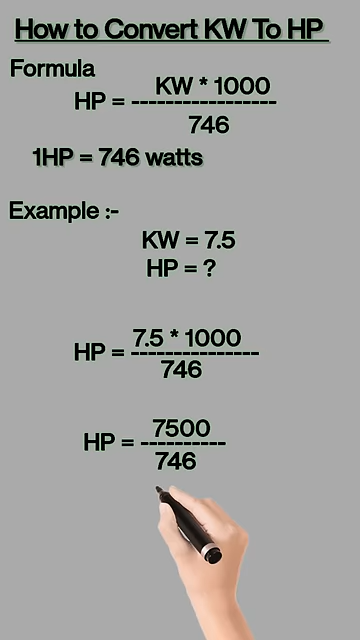 How to Convert KW To HP
Formula
KW * 1000
HP = -----------------
746
1HP = 746 watts
Example :-
KW = 7.5
HP = ?
7.5 * 1000
HP = ---------------
746
7500
HP = ----------
746